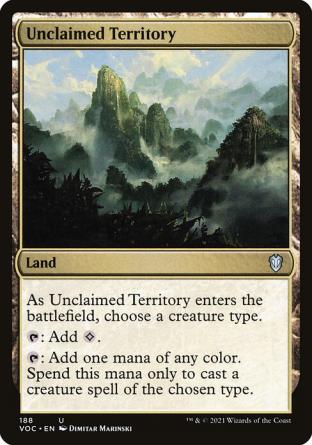 Unclaimed Territory
Land
As Unclaimed Territory enters the
battlefield, choose a creature type.
: Add .
: Add one mana of any color.
Spend this mana only to cast a
creature spell of the chosen type.
188 U
VOC • EN DIMITAR MARINSKI
™ & © 2021 Wizards of the Coast